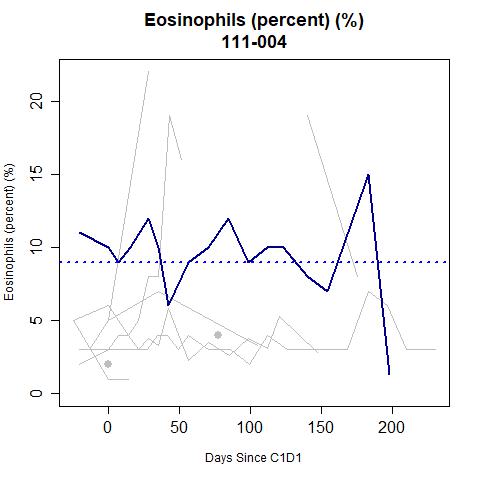 Eosinophils (percent) (%)
111-004
Eosinophils (percent) (%)
20
15
10
5
0
0 50 100 150 200
Days Since C1D1